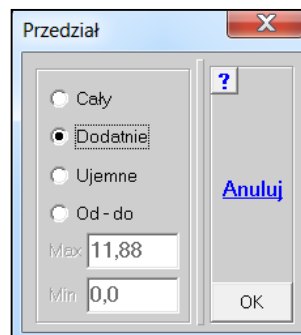 Przedział
X
Cały
Dodatnie
Ujemne
Od - do
Max 11,88
Min 0,0
?
Anuluj
OK